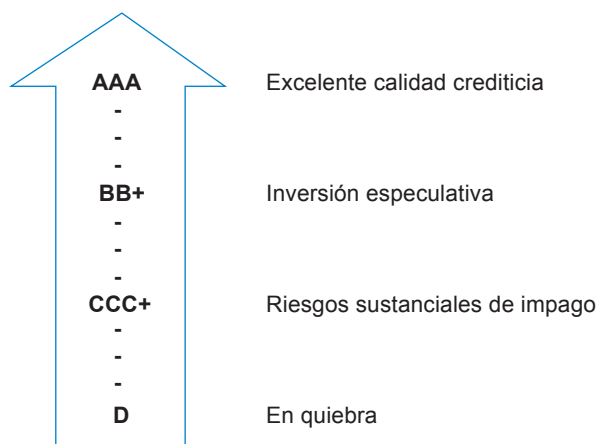 AAA Excelente calidad crediticia
-
-
-
BB+ Inversión especulativa
-
-
-
CCC+ Riesgos sustanciales de impago
-
-
-
D En quiebra